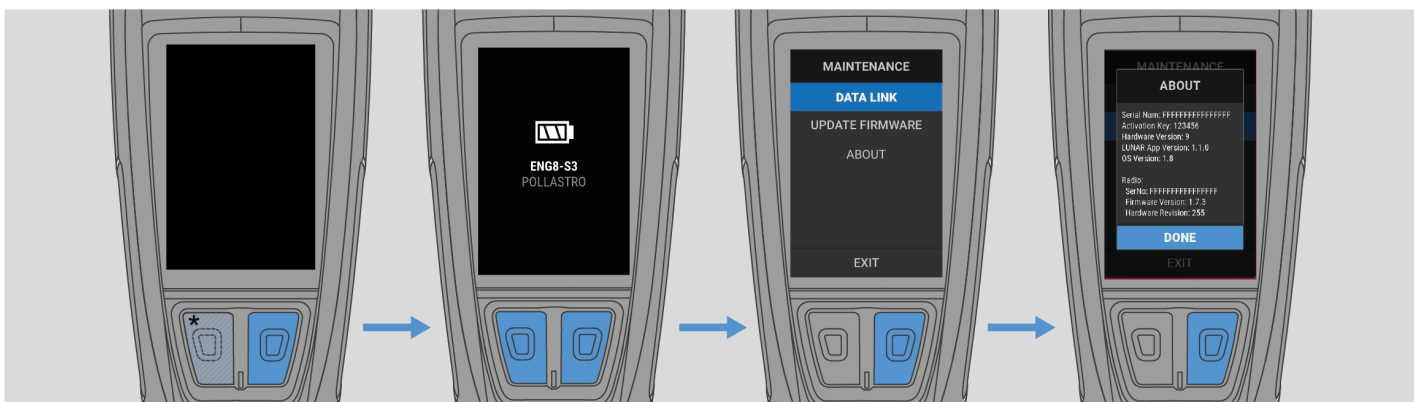 *
ENG8-S3
POLLASTRO
MAINTENANCE
DATA LINK
UPDATE FIRMWARE
ABOUT
EXIT
MAINTENANCE
ABOUT
Serial Num: FFFFFFFFFFFFFFFF
Activation Key: 123456
Hardware Version: 9
LUNAR App Version: 1.1.0
OS Version: 1.8
Radio:
SerNo: FFFFFFFFFFFFFFFF
Firmware Version: 1.7.3
Hardware Revision: 255
DONE
EXIT